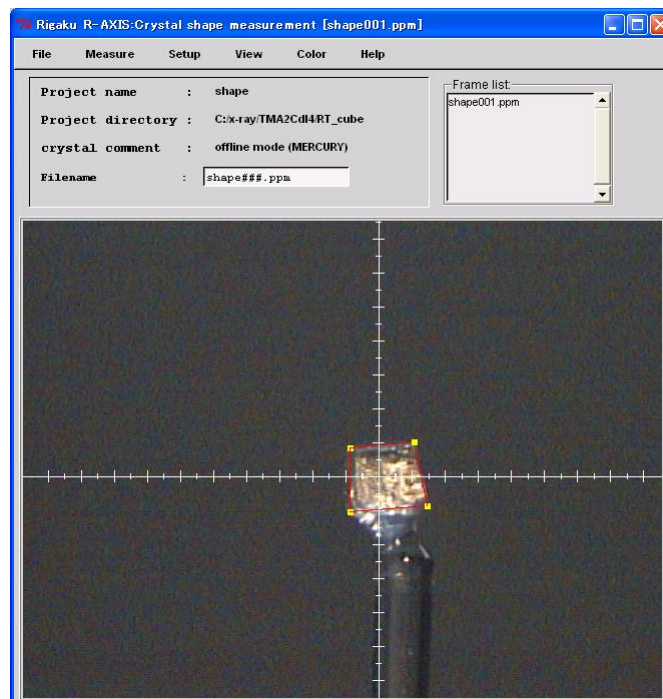 Rigaku R-AXIS:Crystal shape measurement [shape001.ppm]
File Measure Setup View Color Help
Project name : shape
Project directory : C:/x-ray/TMA2CdI4/RT_cube
crystal comment : offline mode (MERCURY)
Filename : shape###.ppm
Frame list:
shape001.ppm